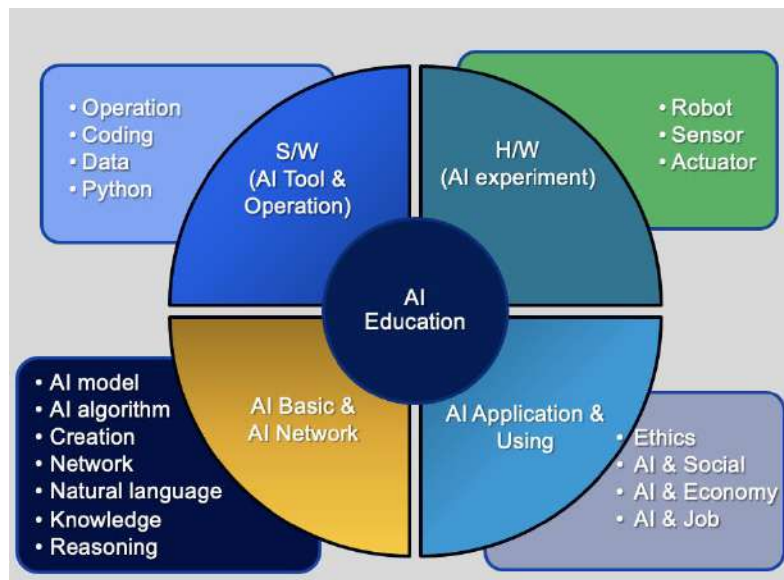 • Operation
• Coding
• Data
• Python
S/W
(AI Tool &
Operation)
H/W
(AI experiment)
• Robot
• Sensor
• Actuator
AI
Education
• AI model
• AI algorithm
• Creation
• Network
• Natural language
• Knowledge
• Reasoning
AI Basic &
AI Network
AI Application &
Using
• Ethics
• AI & Social
• AI & Economy
• AI & Job